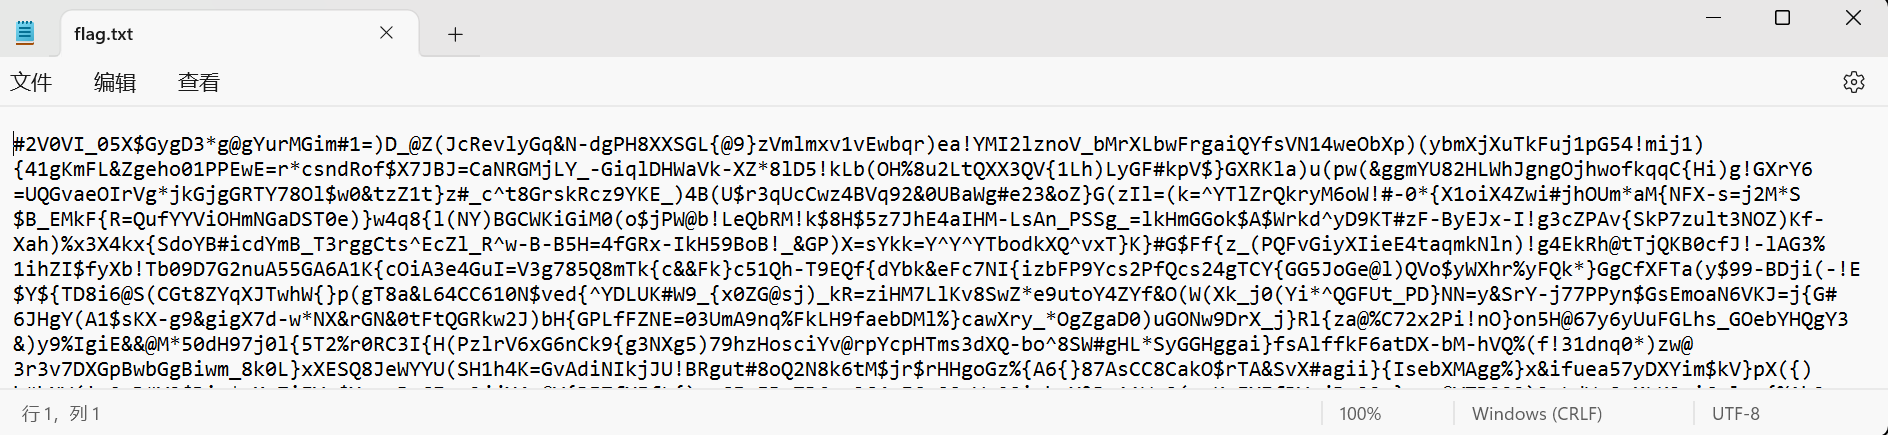 flag.txt
文件 编辑 查看
#2V0VI_05X$GygD3*g@gYurMGim#1=)D_@Z(JcRevlyGq&N-dgPH8XXSGL{@9}zVmlmxv1vEwbqr)ea!YMI2lznoV_bMrXLbwFrgaiQYfsVN14weObXp)(ybmXjXuTkFuj1pG54!mij1)
{41gKmFL&Zgeho01PPEwE=r*csndRof$X7JBJ=CaNRGMjLY_-GiqlDHWaVk-XZ*8lD5!kLb(OH%8u2LtQXX3QV{1Lh)LyGF#kpV$}GXRKla)u(pw(&ggmYU82HLWhJgngOjhwofkqqC{Hi)g!GXrY6
=UQGvaeOIrVg*jkGjgGRTY78Ol$w0&tzZ1t}z#_c^t8GrskRcz9YKE_)4B(U$r3qUcCwz4BVq92&0UBaWg#e23&oZ}G(zIl=(k=^YTlZrQkryM6oW!#-0*{X1oiX4Zwi#jhOUm*aM{NFX-s=j2M*S
$B_EMkF{R=QufYYViOHmNGaDST0e)}w4q8{l(NY)BGCWKiGiM0(o$jPW@b!LeQbRM!k$8H$5z7JhE4aIHM-LsAn_PSSg_=lkHmGGok$A$Wrkd^yD9KT#zF-ByEJx-I!g3cZPAv{SkP7zult3NOZ)Kf-
Xah)%x3X4kx{SdoYB#icdYmB_T3rggCts^EcZl_R^w-B-B5H=4fGRx-IkH59BoB!_&GP)X=sYkk=Y^Y^YTbodkXQ^vxT}K}#G$Ff{z_(PQFvGiyXIieE4taqmkNln)!g4EkRh@tTjQKB0cfJ!-lAG3%
1ihZI$fyXb!Tb09D7G2nuA55GA6A1K{cOiA3e4GuI=V3g785Q8mTk{c&&Fk}c51Qh-T9EQf{dYbk&eFc7NI{izbFP9Ycs2PfQcs24gTCY{GG5JoGe@l)QVo$yWXhr%yFQk*}GgCfXFTa(y$99-BDji(-!E
$Y${TD8i6@S(CGt8ZYqXJTwhW{}p(gT8a&L64CC610N$ved{^YDLUK#W9_{x0ZG@sj)_kR=ziHM7LlKv8SwZ*e9utoY4ZYf&O(W(Xk_j0(Yi*^QGFUt_PD}NN=y&SrY-j77PPyn$GsEmoaN6VKJ=j{G#
6JHgY(A1$sKX-g9&gigX7d-w*NX&rGN&0tFtQGRkw2J)bH{GPLfFZNE=03UmA9nq%FkLH9faebDMl%}cawXry_*OgZgaD0)uGONw9DrX_j}Rl{za@%C72x2Pi!nO}on5H@67y6yUuFGLhs_GOebYHQgY3
&)y9%IgiE&&@M*50dH97j0l{5T2%r0RC3I{H(PzlrV6xG6nCk9{g3NXg5)79hzHosciYv@rpYcpHTms3dXQ-bo^8SW#gHL*SyGGHggai}fsAlffkF6atDX-bM-hVQ%(f!31dnq0*)zw@
3r3v7DXGpBwbGgBiwm_8k0L}xXESQ8JeWYYU(SH1h4K=GvAdiNIkjJU!BRgut#8oQ2N8k6tM$jr$rHHgoGz%{A6{}87AsCC8CakO$rTA&SvX#agii}{IsebXMAgg%}x&ifuea57yDXYim$kV}pX({)
行 1，列 1 100% Windows (CRLF) UTF-8